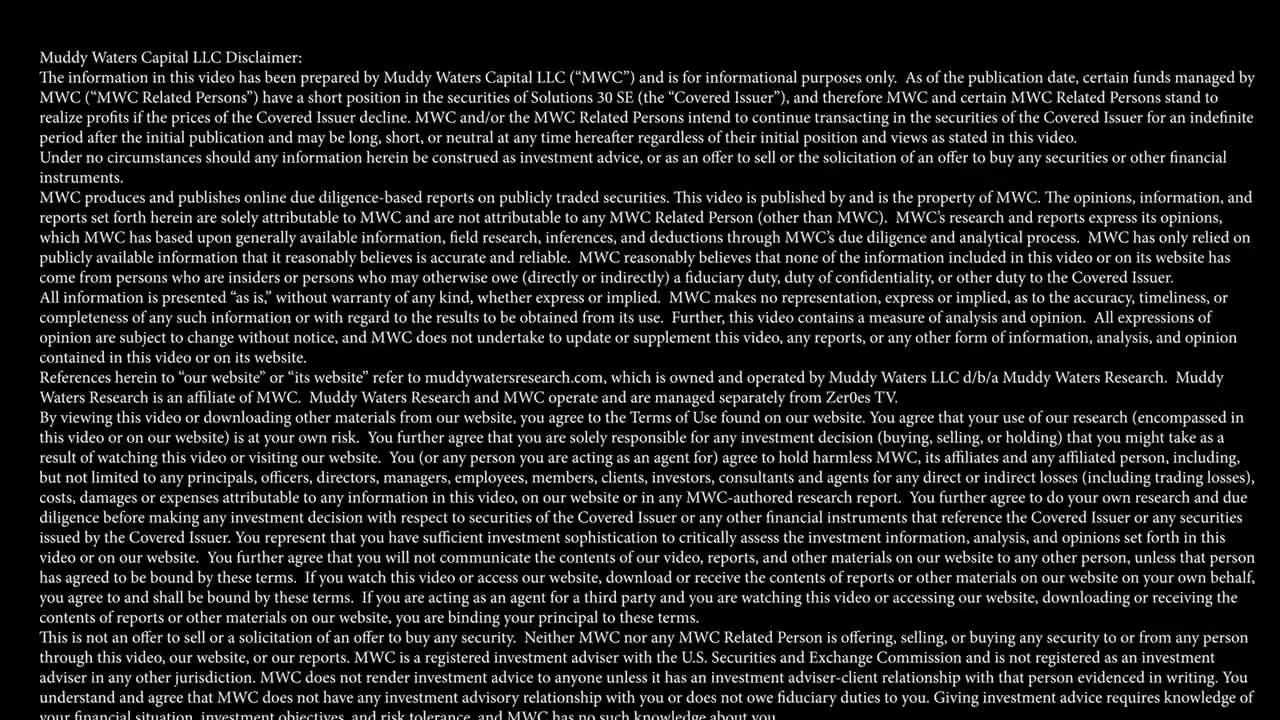 Muddy Waters Capital LLC Disclaimer:
The information in this video has been prepared by Muddy Waters Capital LLC (“MWC”) and is for informational purposes only.  As of the publication date, certain funds managed by
MWC (“MWC Related Persons”) have a short position in the securities of Solutions 30 SE (the “Covered Issuer”), and therefore MWC and certain MWC Related Persons stand to
realize profits if the prices of the Covered Issuer decline. MWC and/or the MWC Related Persons intend to continue transacting in the securities of the Covered Issuer for an indefinite
period after the initial publication and may be long, short, or neutral at any time hereafter regardless of their initial position and views as stated in this video.
Under no circumstances should any information herein be construed as investment advice, or as an offer to sell or the solicitation of an offer to buy any securities or other financial
instruments.
MWC produces and publishes online due diligence-based reports on publicly traded securities. This video is published by and is the property of MWC. The opinions, information, and
reports set forth herein are solely attributable to MWC and are not attributable to any MWC Related Person (other than MWC).  MWC’s research and reports express its opinions,
which MWC has based upon generally available information, field research, inferences, and deductions through MWC’s due diligence and analytical process.  MWC has only relied on
publicly available information that it reasonably believes is accurate and reliable.  MWC reasonably believes that none of the information included in this video or on its website has
come from persons who are insiders or persons who may otherwise owe (directly or indirectly) a fiduciary duty, duty of confidentiality, or other duty to the Covered Issuer.
All information is presented “as is,” without warranty of any kind, whether express or implied.  MWC makes no representation, express or implied, as to the accuracy, timeliness, or
completeness of any such information or with regard to the results to be obtained from its use.  Further, this video contains a measure of analysis and opinion.  All expressions of
opinion are subject to change without notice, and MWC does not undertake to update or supplement this video, any reports, or any other form of information, analysis, and opinion
contained in this video or on its website.
References herein to “our website” or “its website” refer to muddywatersresearch.com, which is owned and operated by Muddy Waters LLC d/b/a Muddy Waters Research.  Muddy
Waters Research is an affiliate of MWC.  Muddy Waters Research and MWC operate and are managed separately from Zer0es TV.
By viewing this video or downloading other materials from our website, you agree to the Terms of Use found on our website. You agree that your use of our research (encompassed in
this video or on our website) is at your own risk.  You further agree that you are solely responsible for any investment decision (buying, selling, or holding) that you might take as a
result of watching this video or visiting our website.  You (or any person you are acting as an agent for) agree to hold harmless MWC, its affiliates and any affiliated person, including,
but not limited to any principals, officers, directors, managers, employees, members, clients, investors, consultants and agents for any direct or indirect losses (including trading losses),
costs, damages or expenses attributable to any information in this video, on our website or in any MWC-authored research report.  You further agree to do your own research and due
diligence before making any investment decision with respect to securities of the Covered Issuer or any other financial instruments that reference the Covered Issuer or any securities
issued by the Covered Issuer. You represent that you have sufficient investment sophistication to critically assess the investment information, analysis, and opinions set forth in this
video or on our website.  You further agree that you will not communicate the contents of our video, reports, and other materials on our website to any other person, unless that person
has agreed to be bound by these terms.  If you watch this video or access our website, download or receive the contents of reports or other materials on our website on your own behalf,
you agree to and shall be bound by these terms.  If you are acting as an agent for a third party and you are watching this video or accessing our website, downloading or receiving the
contents of reports or other materials on our website, you are binding your principal to these terms.
This is not an offer to sell or a solicitation of an offer to buy any security.  Neither MWC nor any MWC Related Person is offering, selling, or buying any security to or from any person
through this video, our website, or our reports. MWC is a registered investment adviser with the U.S. Securities and Exchange Commission and is not registered as an investment
adviser in any other jurisdiction. MWC does not render investment advice to anyone unless it has an investment adviser-client relationship with that person evidenced in writing. You
understand and agree that MWC does not have any investment advisory relationship with you or does not owe fiduciary duties to you. Giving investment advice requires knowledge of
your financial situation, investment objectives, and risk tolerance, and MWC has no such knowledge about you.